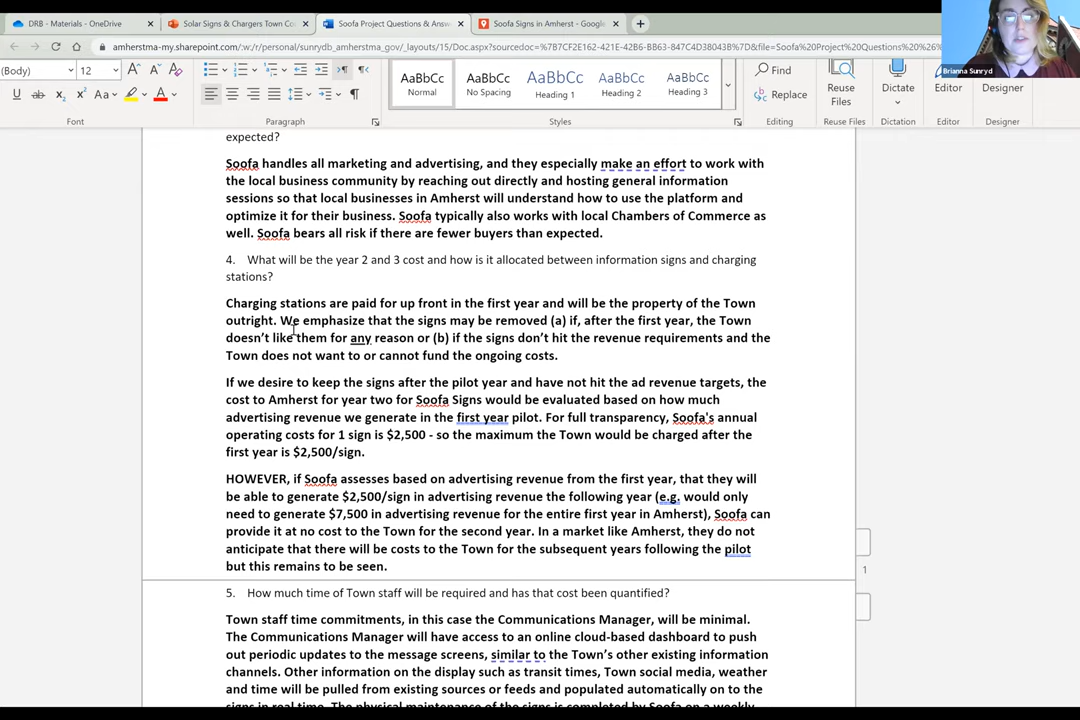 DRB - Materials - OneDrive
Solar Signs & Chargers Town Co
Soofa Project Questions & Answ
Soofa Signs in Amherst - Google
amherstma-my.sharepoint.com/:w:/r/personal/sunrydb_amherstma_gov/_layouts/15/Doc.aspx?sourcedoc=%7B7CF2E162-421E-42B6-BB63-847C4D38043B%7D&file=Soofa%20Project%20Questions%20%26%
(Body) 12
Font
Paragraph
AaBbCc AaBbCc AaBbCc AaBbCc AaBbCc
Normal No Spacing Heading 1 Heading 2 Heading 3
Styles
Find
Replace
Editing
Reuse Files
Reuse Files
Dictate
Dictation
Editor
Editor
Designer
Designer
Brianna Sunryd
expected?
Soofa handles all marketing and advertising, and they especially make an effort to work with
the local business community by reaching out directly and hosting general information
sessions so that local businesses in Amherst will understand how to use the platform and
optimize it for their business. Soofa typically also works with local Chambers of Commerce as
well. Soofa bears all risk if there are fewer buyers than expected.
4. What will be the year 2 and 3 cost and how is it allocated between information signs and charging
stations?
Charging stations are paid for up front in the first year and will be the property of the Town
outright. We emphasize that the signs may be removed (a) if, after the first year, the Town
doesn't like them for any reason or (b) if the signs don't hit the revenue requirements and the
Town does not want to or cannot fund the ongoing costs.
If we desire to keep the signs after the pilot year and have not hit the ad revenue targets, the
cost to Amherst for year two for Soofa Signs would be evaluated based on how much
advertising revenue we generate in the first year pilot. For full transparency, Soofa's annual
operating costs for 1 sign is $2,500 - so the maximum the Town would be charged after the
first year is $2,500/sign.
HOWEVER, if Soofa assesses based on advertising revenue from the first year, that they will
be able to generate $2,500/sign in advertising revenue the following year (e.g. would only
need to generate $7,500 in advertising revenue for the entire first year in Amherst), Soofa can
provide it at no cost to the Town for the second year. In a market like Amherst, they do not
anticipate that there will be costs to the Town for the subsequent years following the pilot
but this remains to be seen.
1
5. How much time of Town staff will be required and has that cost been quantified?
Town staff time commitments, in this case the Communications Manager, will be minimal.
The Communications Manager will have access to an online cloud-based dashboard to push
out periodic updates to the message screens, similar to the Town's other existing information
channels. Other information on the display such as transit times, Town social media, weather
and time will be pulled from existing sources or feeds and populated automatically on to the
signs in real time. The physical maintenance of the signs is completed by Soofa on a weekly